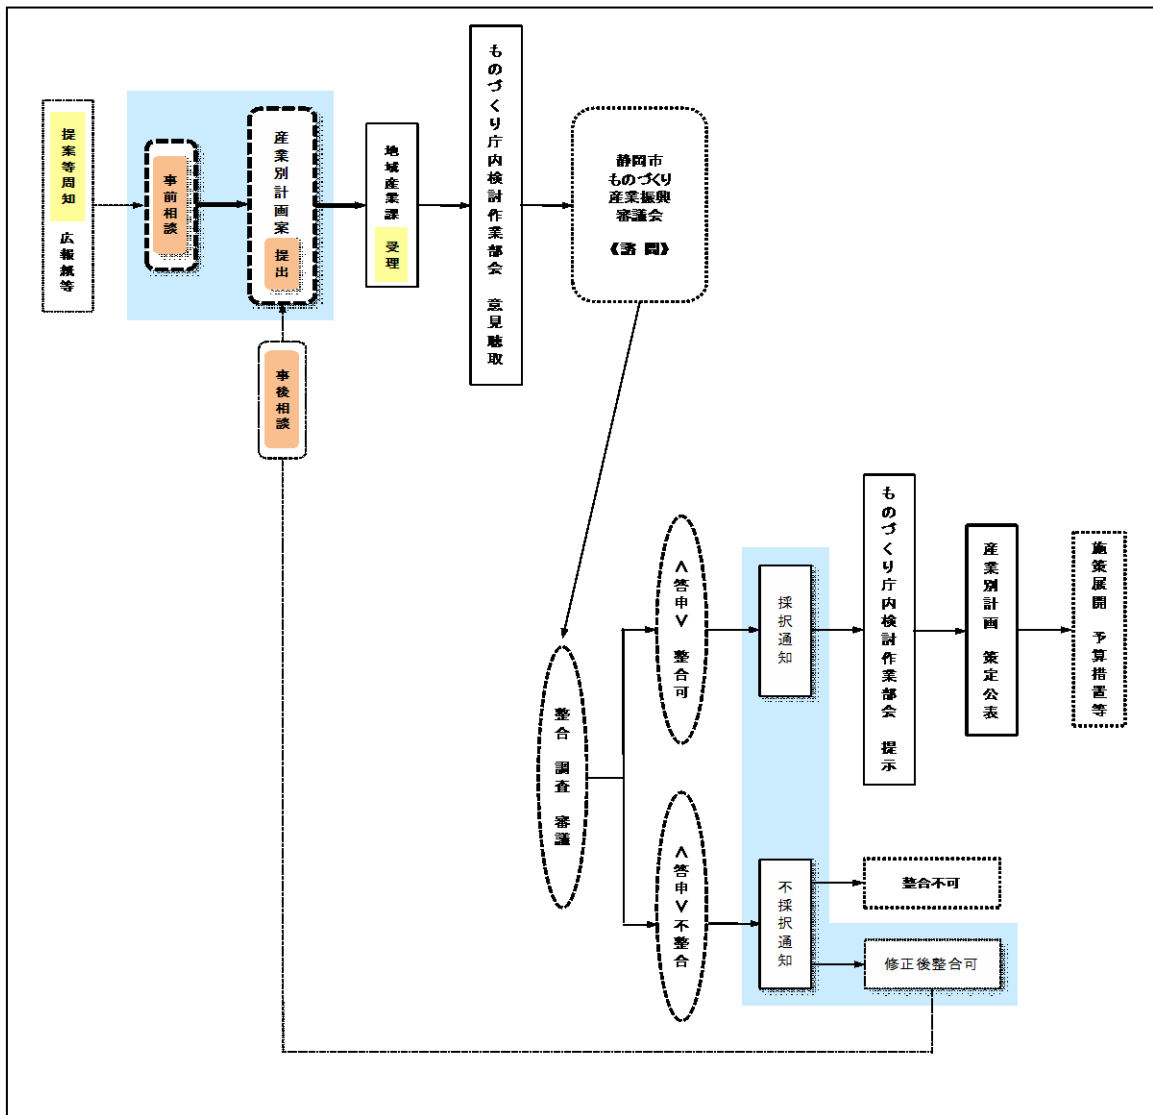 提案等周知 広報紙等
事前相談
産業別計画案
提出
地域産業課
受理
ものづくり庁内検討作業部会 意見聴取
静岡市
ものづくり
産業振興
審議会
《諮問》
事後相談
整合 調査 審議
<答申> 整合可
採択通知
ものづくり庁内検討作業部会 提示
産業別計画 策定公表
施策展開 予算措置等
<答申>不整合
不採択通知
整合不可
修正後整合可